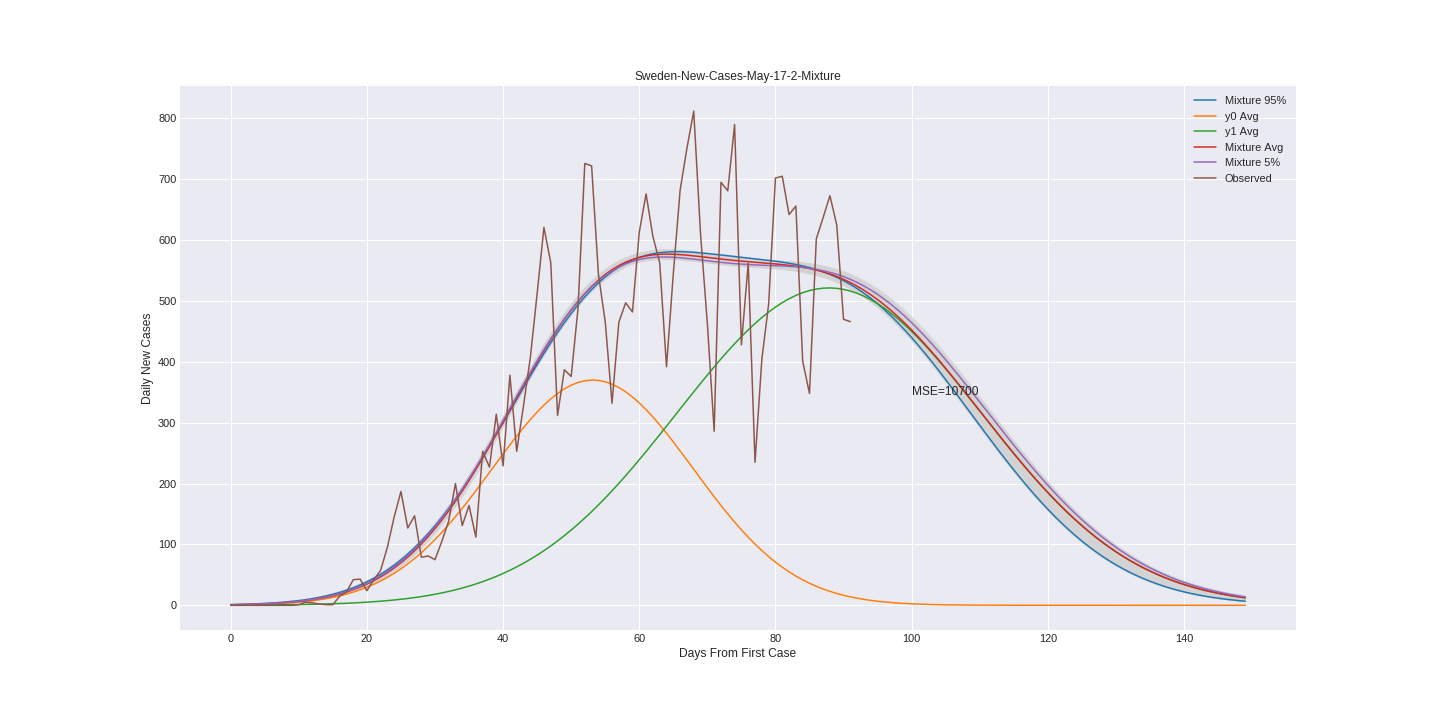 Sweden-New-Cases-May-17-2-Mixture
Mixture 95%
y0 Avg
y1 Avg
Mixture Avg
Mixture 5%
Observed
Daily New Cases
800
700
600
500
400
300
200
100
0
MSE=10700
0 20 40 60 80 100 120 140
Days From First Case